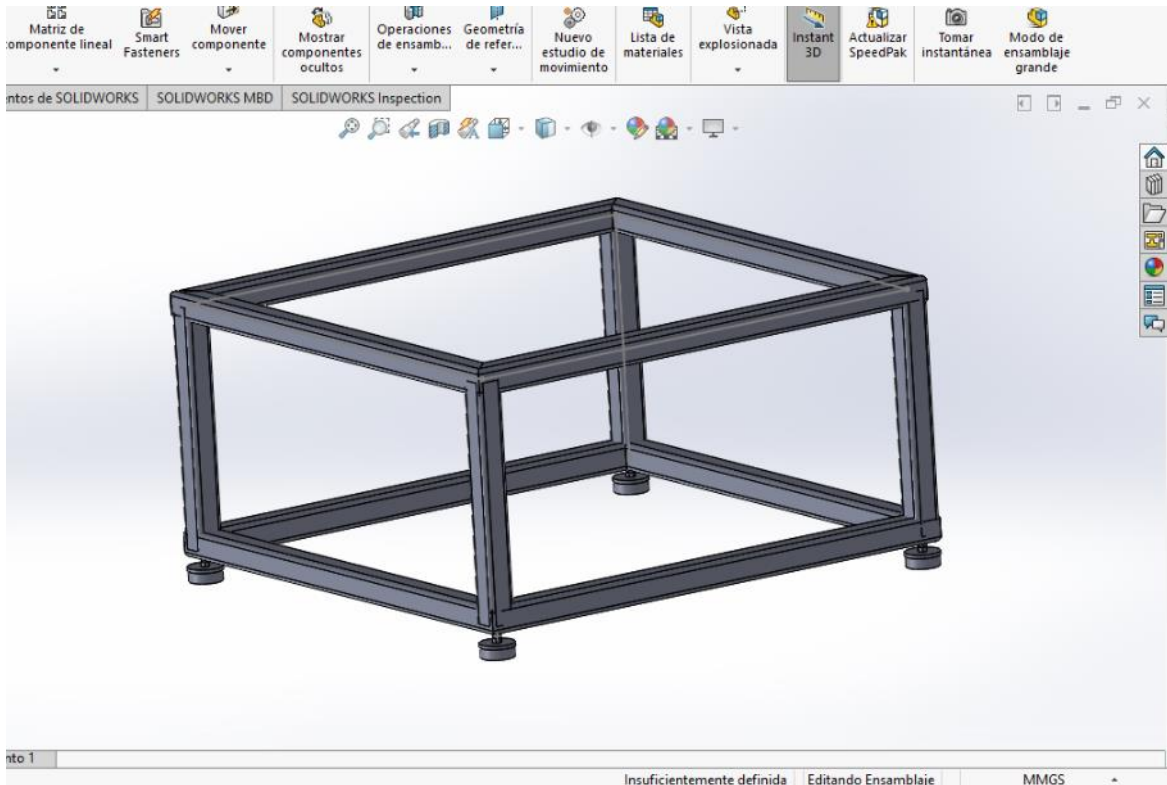 Matriz de
componente lineal
Smart
Fasteners
Mover
componente
Mostrar
componentes
ocultos
Operaciones
de ensamb...
Geometría
de refer...
Nuevo
estudio de
movimiento
Lista de
materiales
Vista
explosionada
Instant
3D
Actualizar
SpeedPak
Tomar
instantánea
Modo de
ensamblaje
grande
ntos de SOLIDWORKS
SOLIDWORKS MBD
SOLIDWORKS Inspection
nto 1
Insuficientemente definida
Editando Ensamblaje
MMGS